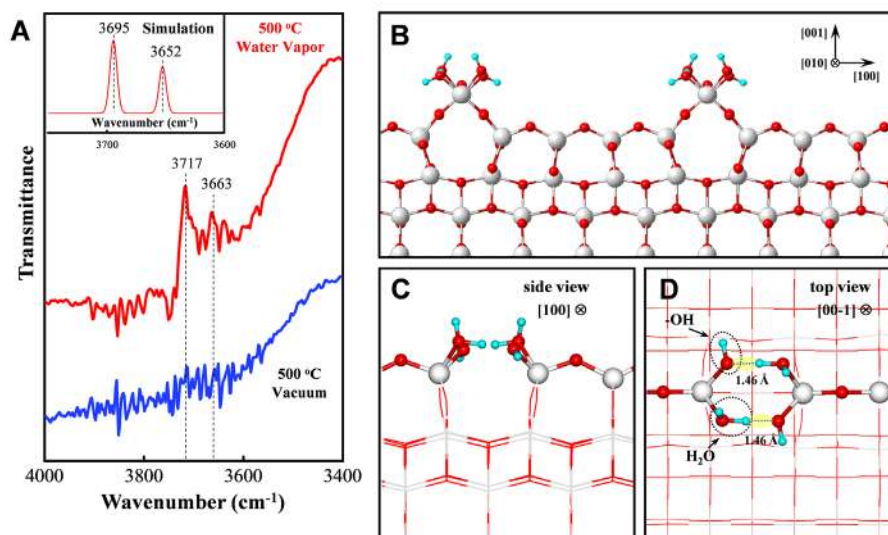 A
Simulation
3695
3652
Wavenumber (cm-1)
3700
3600
500 oC
Water Vapor
3717
3663
500 oC
Vacuum
Transmittance
4000
3800
3600
3400
Wavenumber (cm-1)
B
[001]
[010] ⊗
[100]
C
side view
[100] ⊗
D
top view
[00-1] ⊗
-OH
1.46 Å
1.46 Å
H2O